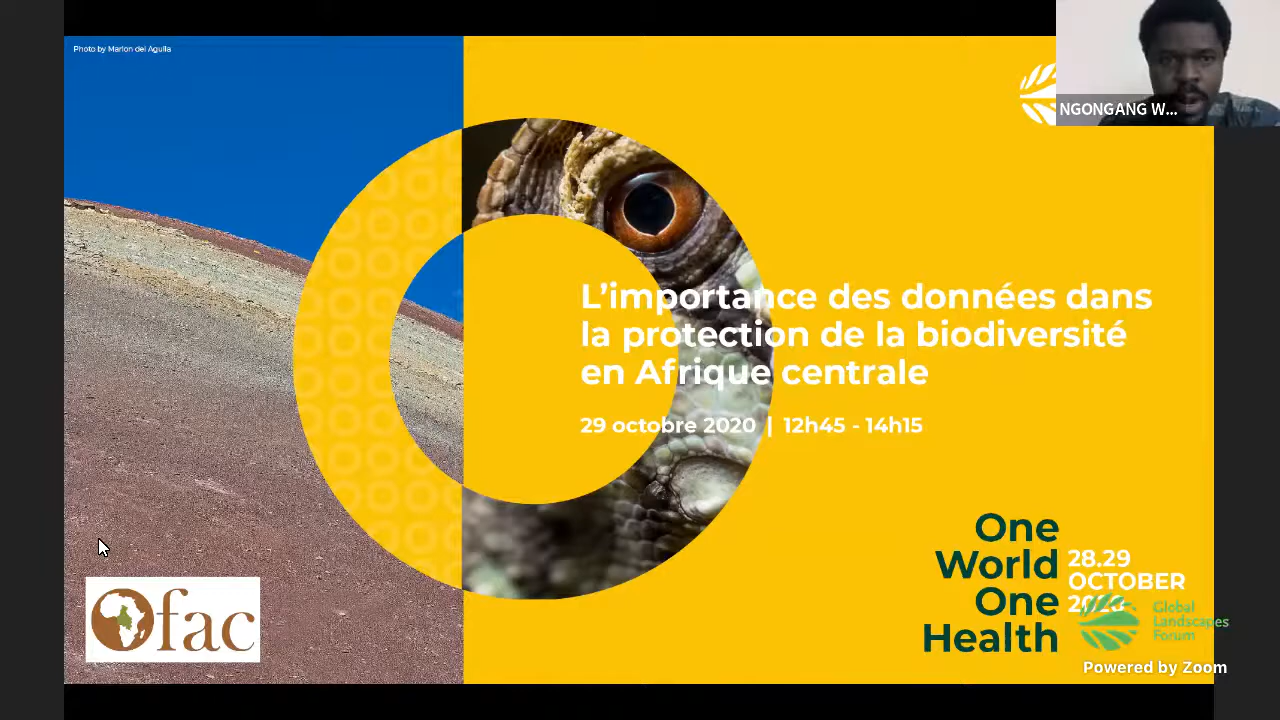 Photo by Marlon del Aguila
NGONGANG W...
L'importance des données dans
la protection de la biodiversité
en Afrique centrale
29 octobre 2020 | 12h45 - 14h15
One
World
One
Health
28.29
OCTOBER
2020
Global
Landscapes
Forum
Powered by Zoom
Ofac